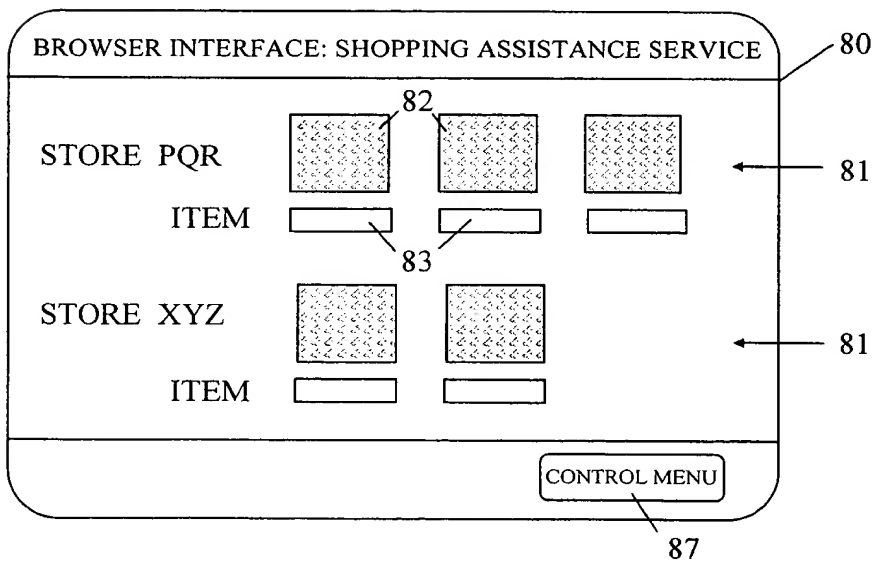 BROWSER INTERFACE: SHOPPING ASSISTANCE SERVICE
80
82
STORE PQR
81
ITEM
83
STORE XYZ
81
ITEM
CONTROL MENU
87